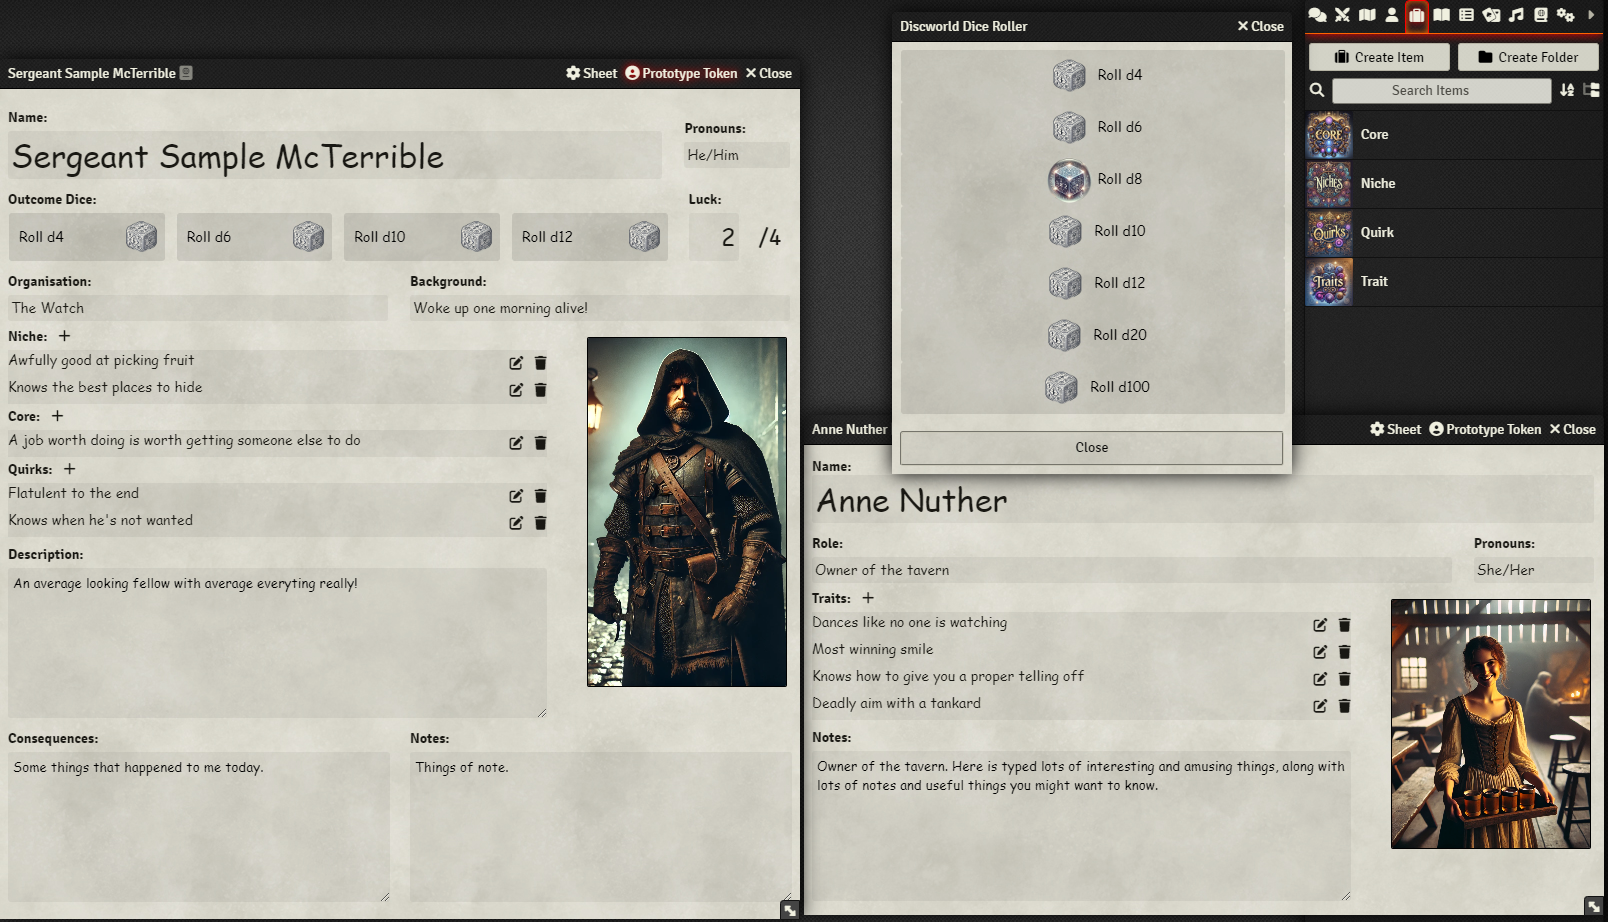 Sergeant Sample McTerrible
Sheet
Prototype Token
Close
Name:
Sergeant Sample McTerrible
Pronouns:
He/Him
Outcome Dice:
Roll d4
Roll d6
Roll d10
Roll d12
Luck:
2 /4
Organisation:
The Watch
Background:
Woke up one morning alive!
Niche: +
Awfully good at picking fruit
Knows the best places to hide
Core: +
A job worth doing is worth getting someone else to do
Quirks: +
Flatulent to the end
Knows when he's not wanted
Description:
An average looking fellow with average everyting really!
Consequences:
Some things that happened to me today.
Notes:
Things of note.
Discworld Dice Roller
Close
Roll d4
Roll d6
Roll d8
Roll d10
Roll d12
Roll d20
Roll d100
Close
Anne Nuther
Sheet
Prototype Token
Close
Name:
Anne Nuther
Role:
Owner of the tavern
Pronouns:
She/Her
Traits: +
Dances like no one is watching
Most winning smile
Knows how to give you a proper telling off
Deadly aim with a tankard
Notes:
Owner of the tavern. Here is typed lots of interesting and amusing things, along with
lots of notes and useful things you might want to know.
Create Item
Create Folder
Search Items
CORE
Core
Niches
Niche
Quirks
Quirk
Traits
Trait